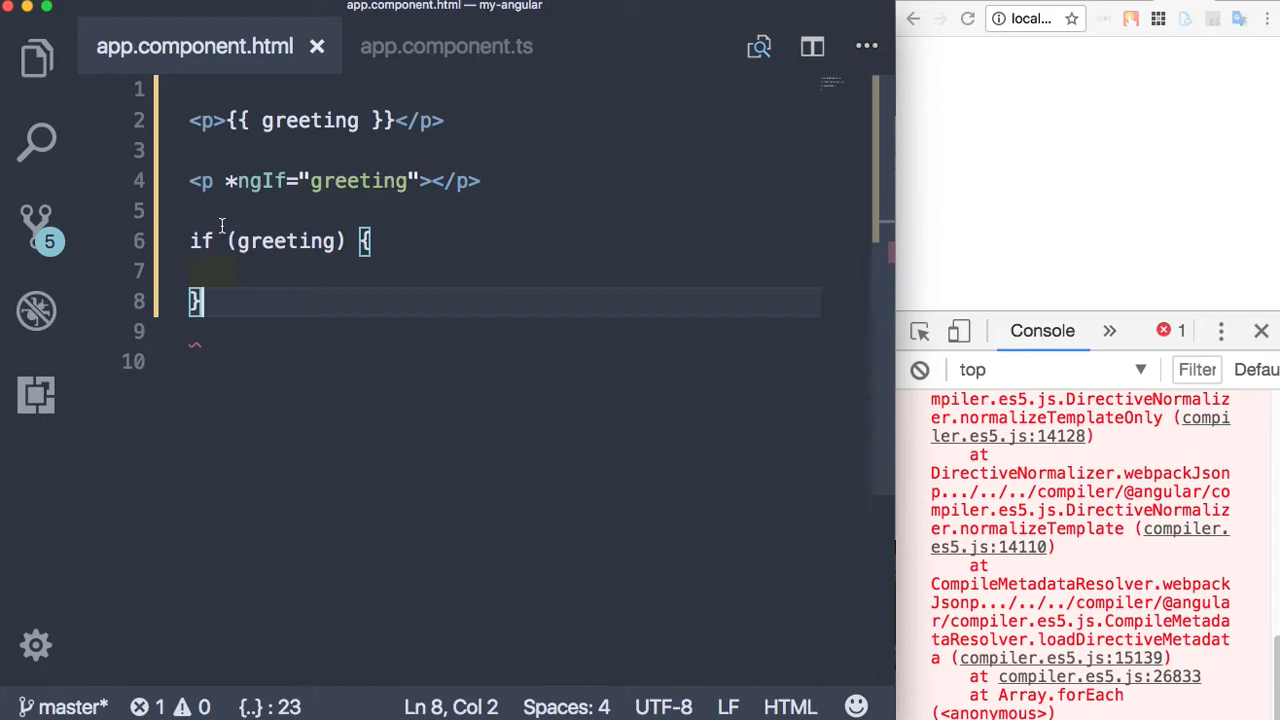 app.component.html — my-angular
app.component.html
app.component.ts
1
2 <p>{{ greeting }}</p>
3
4 <p *ngIf="greeting"></p>
5
6 if (greeting) {
7
8 }
9
10
5
master*
1
0
{..} : 23
Ln 8, Col 2
Spaces: 4
UTF-8
LF
HTML
local...
Console
1
top
Filter
Defau
mpiler.es5.js.DirectiveNormaliz
er.normalizeTemplateOnly (compi
ler.es5.js:14128)
at
DirectiveNormalizer.webpackJson
p.../../../compiler/@angular/co
mpiler.es5.js.DirectiveNormaliz
er.normalizeTemplate (compiler.
es5.js:14110)
at
CompileMetadataResolver.webpack
Jsonp.../../../compiler/@angula
r/compiler.es5.js.CompileMetada
taResolver.loadDirectiveMetadat
a (compiler.es5.js:15139)
at compiler.es5.js:26833
at Array.forEach
(<anonymous>)